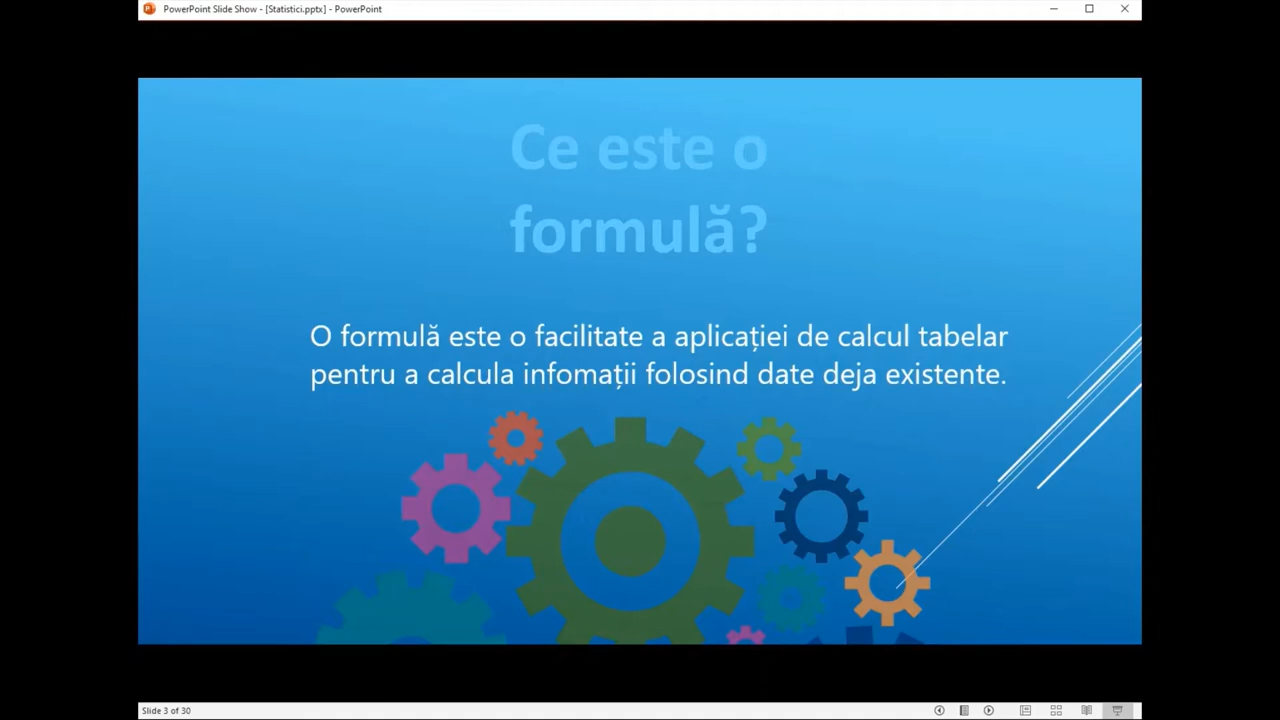 PowerPoint Slide Show - [Statistici.pptx] - PowerPoint
Ce este o
formulă?
O formulă este o facilitate a aplicației de calcul tabelar
pentru a calcula infomații folosind date deja existente.
Slide 3 of 30